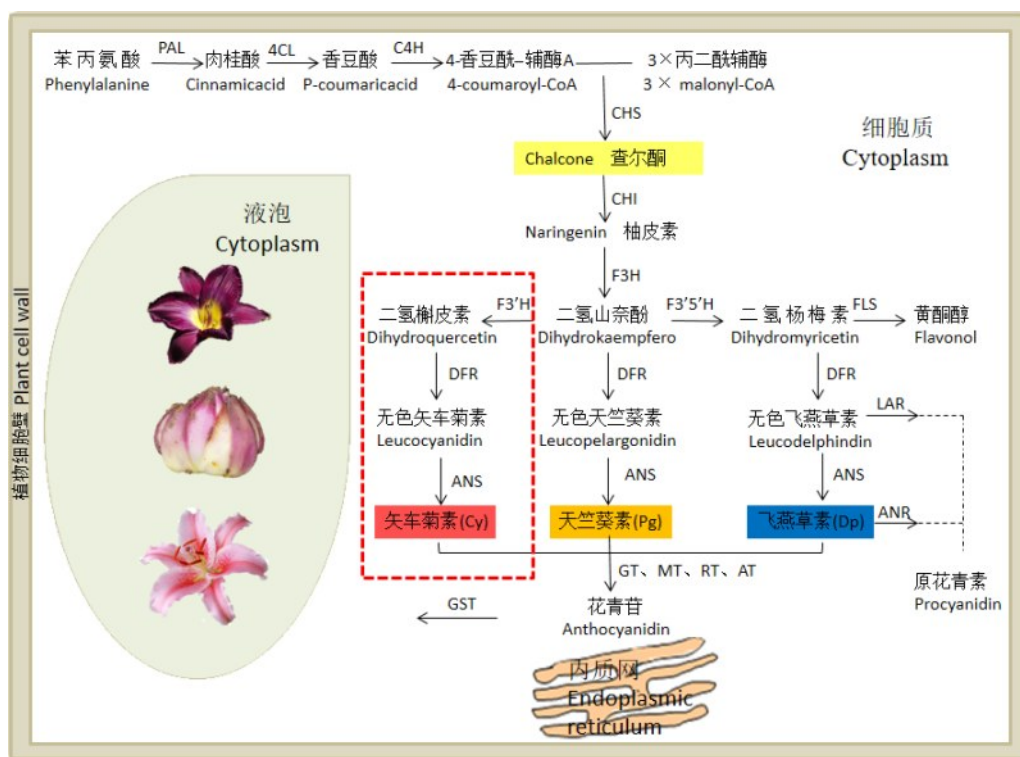 PAL
4CL
C4H
苯丙氨酸
肉桂酸
香豆酸
4-香豆酰-辅酶A
3×丙二酰辅酶
Phenylalanine
Cinnamicacid
P-coumaricacid
4-coumaroyl-CoA
3 × malonyl-CoA
CHS
细胞质
Cytoplasm
Chalcone 查尔酮
CHI
液泡
Cytoplasm
Naringenin 柚皮素
F3H
植物细胞壁 Plant cell wall
二氢槲皮素
F3'H
二氢山奈酚
F3'5'H
二氢杨梅素
FLS
黄酮醇
Dihydroquercetin
Dihydrokaempfero
Dihydromyricetin
Flavonol
DFR
DFR
DFR
无色矢车菊素
无色天竺葵素
无色飞燕草素
LAR
Leucocyanidin
Leucopelargonidin
Leucodelphindin
ANS
ANS
ANS
矢车菊素(Cy)
天竺葵素(Pg)
飞燕草素(Dp)
ANR
GT、MT、RT、AT
原花青素
Procyanidin
GST
花青苷
Anthocyanidin
内质网
Endoplasmic
reticulum